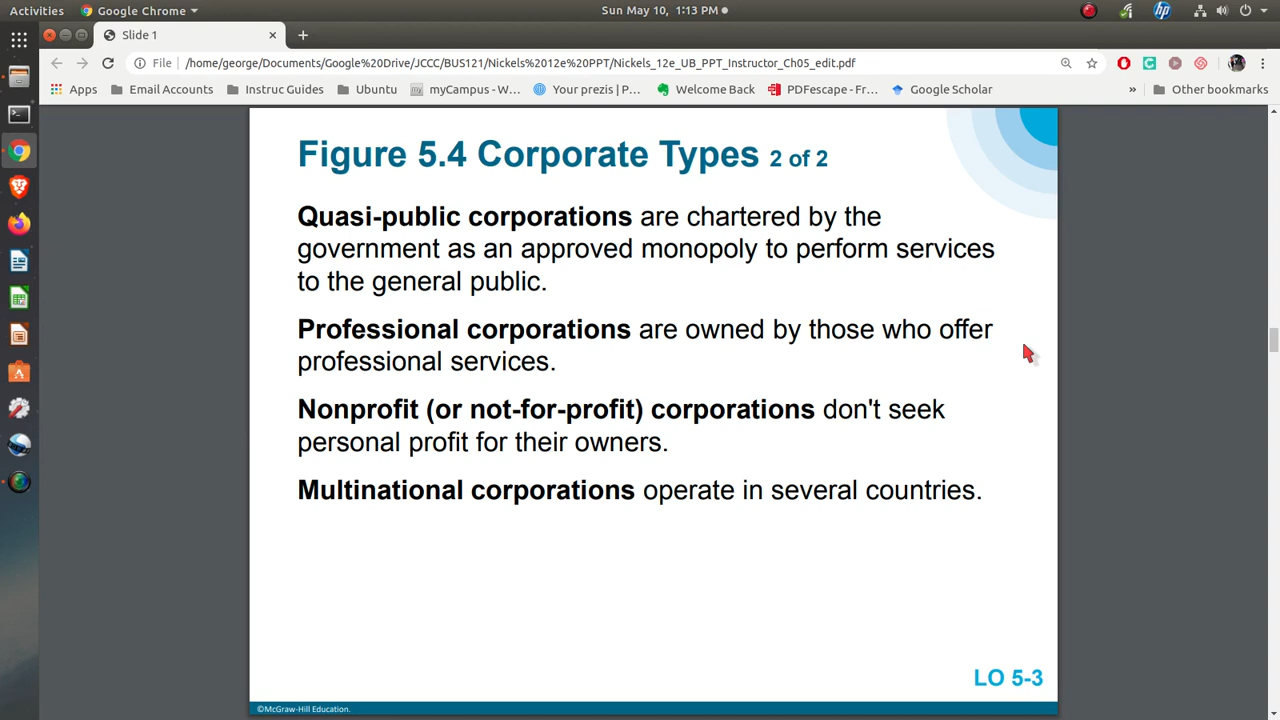 Activities
Google Chrome
Sun May 10, 1:13 PM
Slide 1
File
/home/george/Documents/Google%20Drive/JCCC/BUS121/Nickels%2012e%20PPT/Nickels_12e_UB_PPT_Instructor_Ch05_edit.pdf
Apps
Email Accounts
Instruc Guides
Ubuntu
myCampus - W...
Your prezis | P...
Welcome Back
PDFescape - Fr...
Google Scholar
»
Other bookmarks
Figure 5.4 Corporate Types 2 of 2
Quasi-public corporations are chartered by the
government as an approved monopoly to perform services
to the general public.
Professional corporations are owned by those who offer
professional services.
Nonprofit (or not-for-profit) corporations don't seek
personal profit for their owners.
Multinational corporations operate in several countries.
LO 5-3
©McGraw-Hill Education.